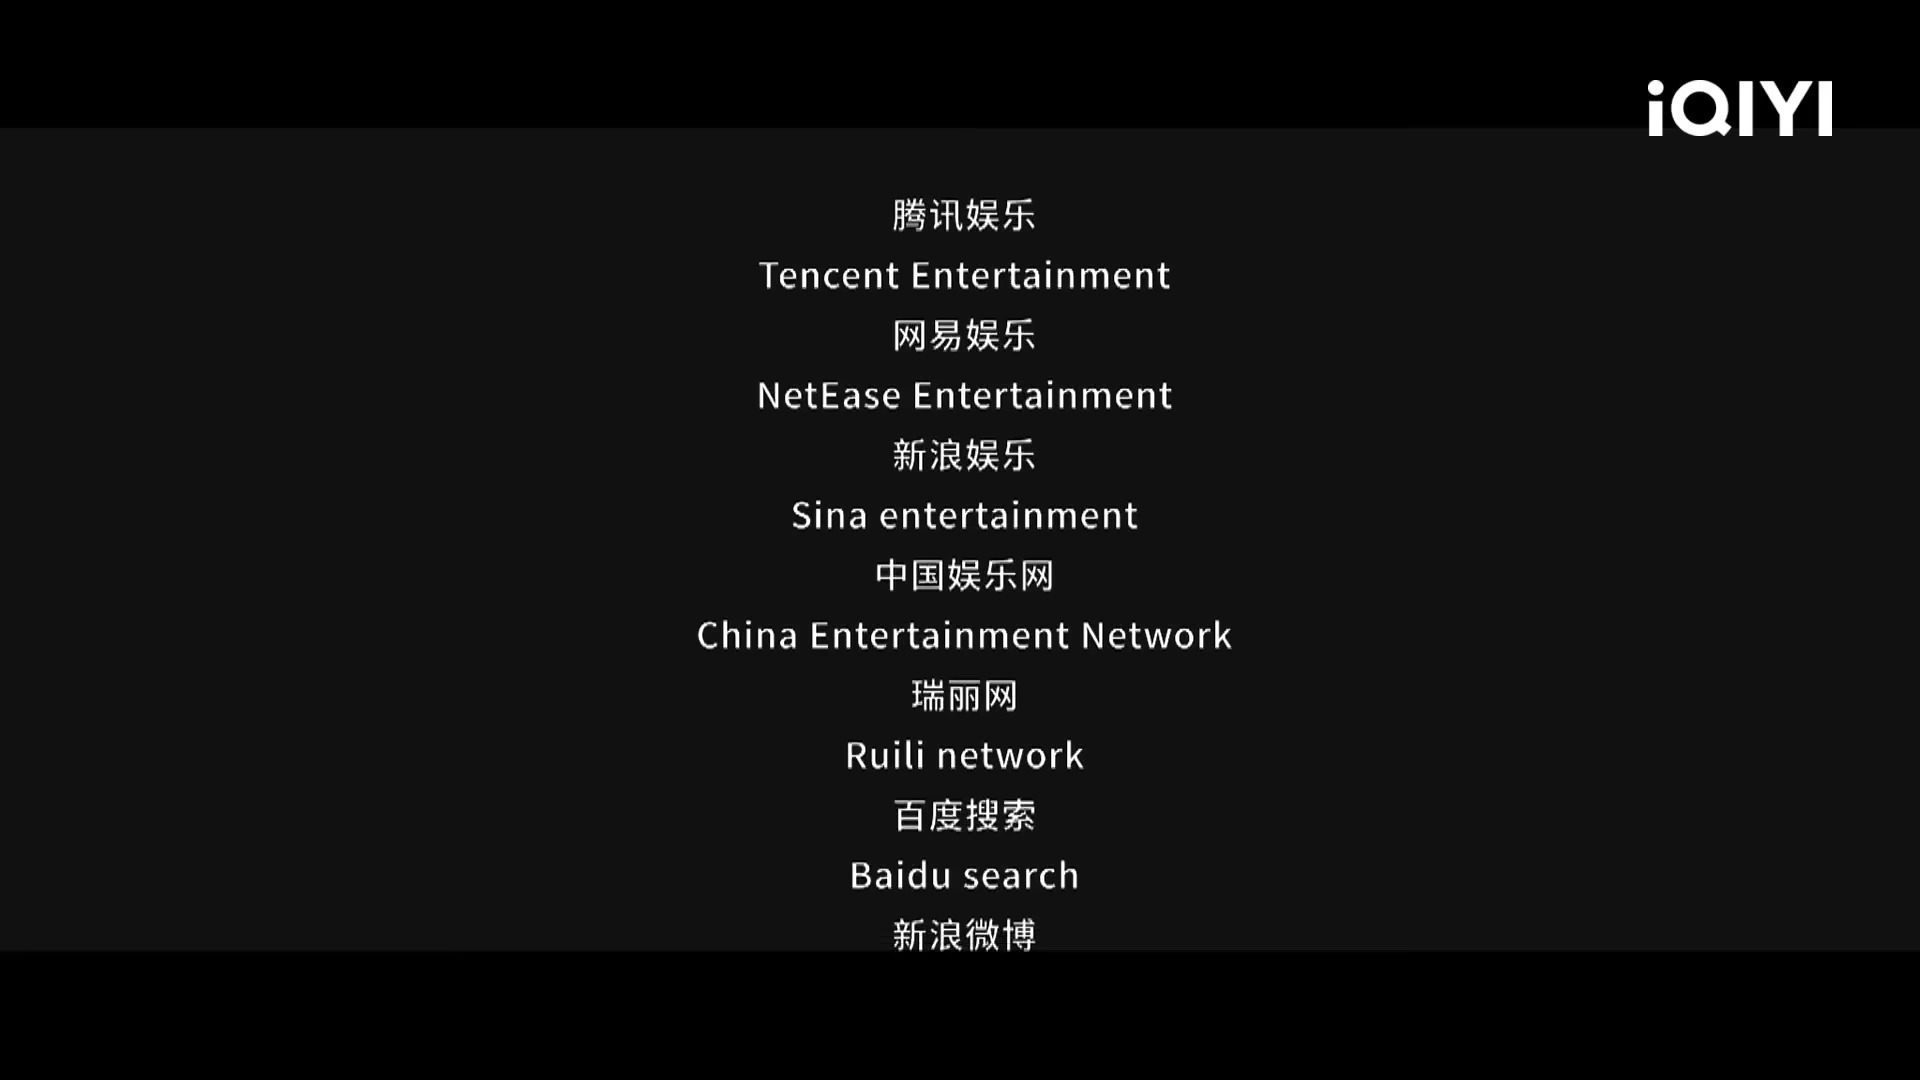 iQIYI
腾讯娱乐
Tencent Entertainment
网易娱乐
NetEase Entertainment
新浪娱乐
Sina entertainment
中国娱乐网
China Entertainment Network
瑞丽网
Ruili network
百度搜索
Baidu search
新浪微博